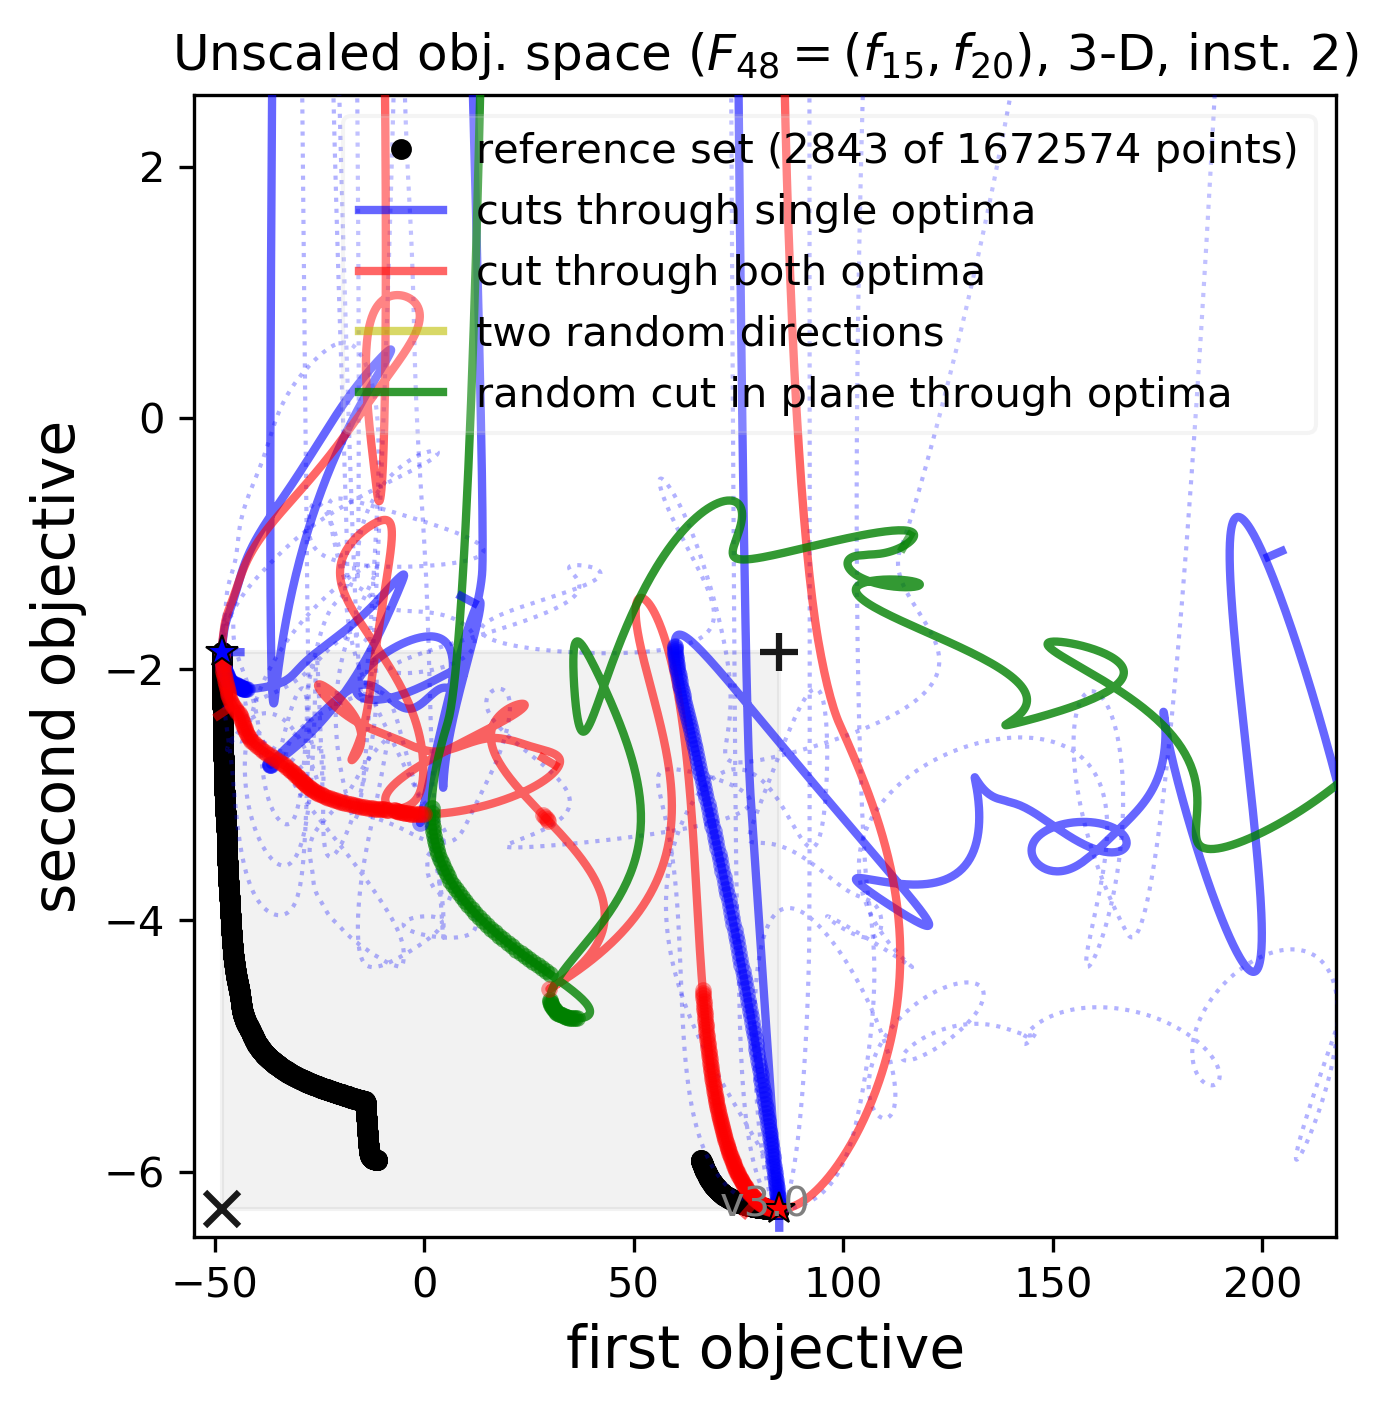 Unscaled obj. space (F₄₈ = (f₁₅, f₂₀), 3-D, inst. 2)
reference set (2843 of 1672574 points)
cuts through single optima
cut through both optima
two random directions
random cut in plane through optima
second objective
2
0
−2
−4
−6
v3.0
−50 0 50 100 150 200
first objective